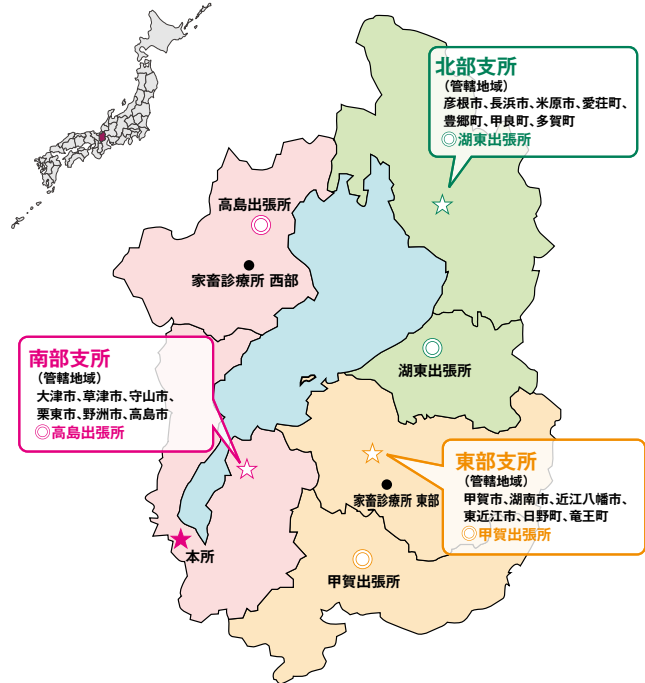 北部支所
(管轄地域)
彦根市、長浜市、米原市、愛荘町、
豊郷町、甲良町、多賀町
◎湖東出張所
高島出張所
家畜診療所 西部
南部支所
(管轄地域)
大津市、草津市、守山市、
栗東市、野洲市、高島市
◎高島出張所
湖東出張所
東部支所
(管轄地域)
甲賀市、湖南市、近江八幡市、
東近江市、日野町、竜王町
◎甲賀出張所
家畜診療所 東部
本所
甲賀出張所